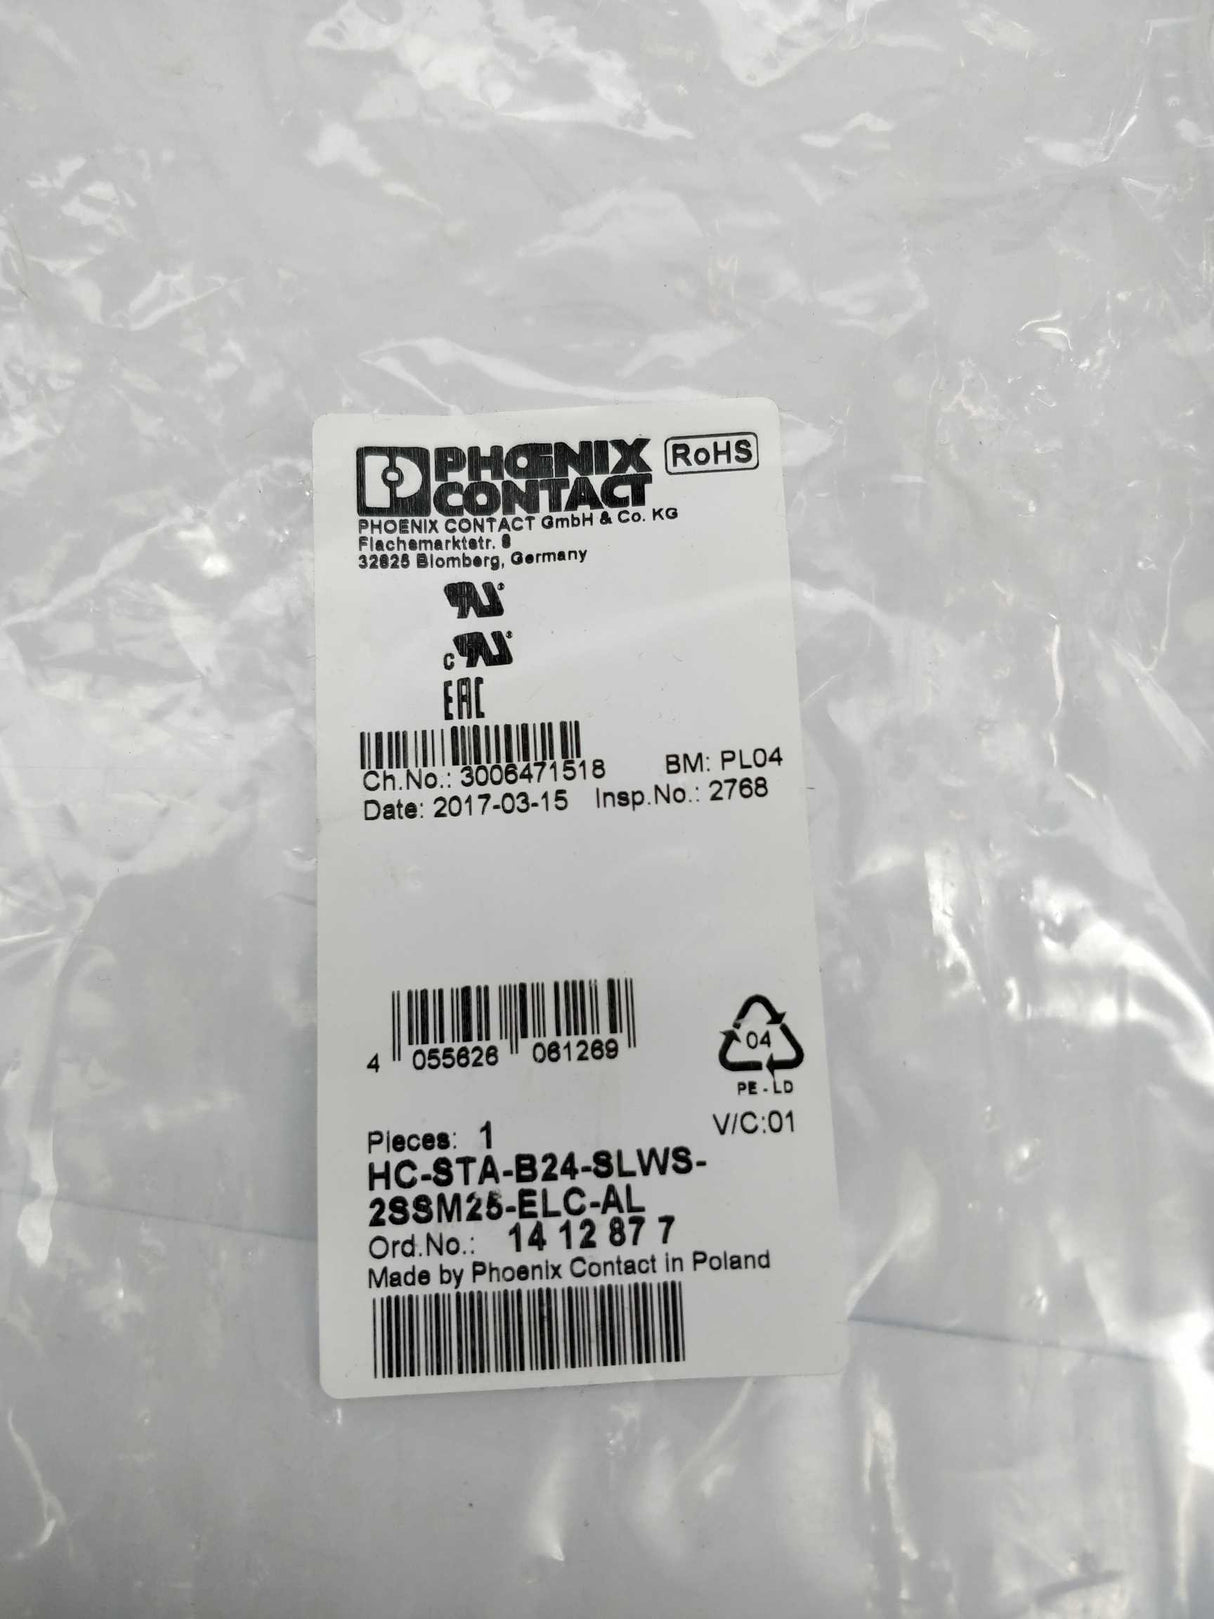 PHOENIX
CONTACT
RoHS
PHOENIX CONTACT GmbH & Co. KG
Flachsmarktstr. 8
32825 Blomberg, Germany
c
EAC
Ch.No.: 3006471518 BM: PL04
Date: 2017-03-15 Insp.No.: 2768
4 055626 061269
04
PE-LD
V/C:01
Pieces: 1
HC-STA-B24-SLWS-
2SSM25-ELC-AL
Ord.No.: 14 12 87 7
Made by Phoenix Contact in Poland